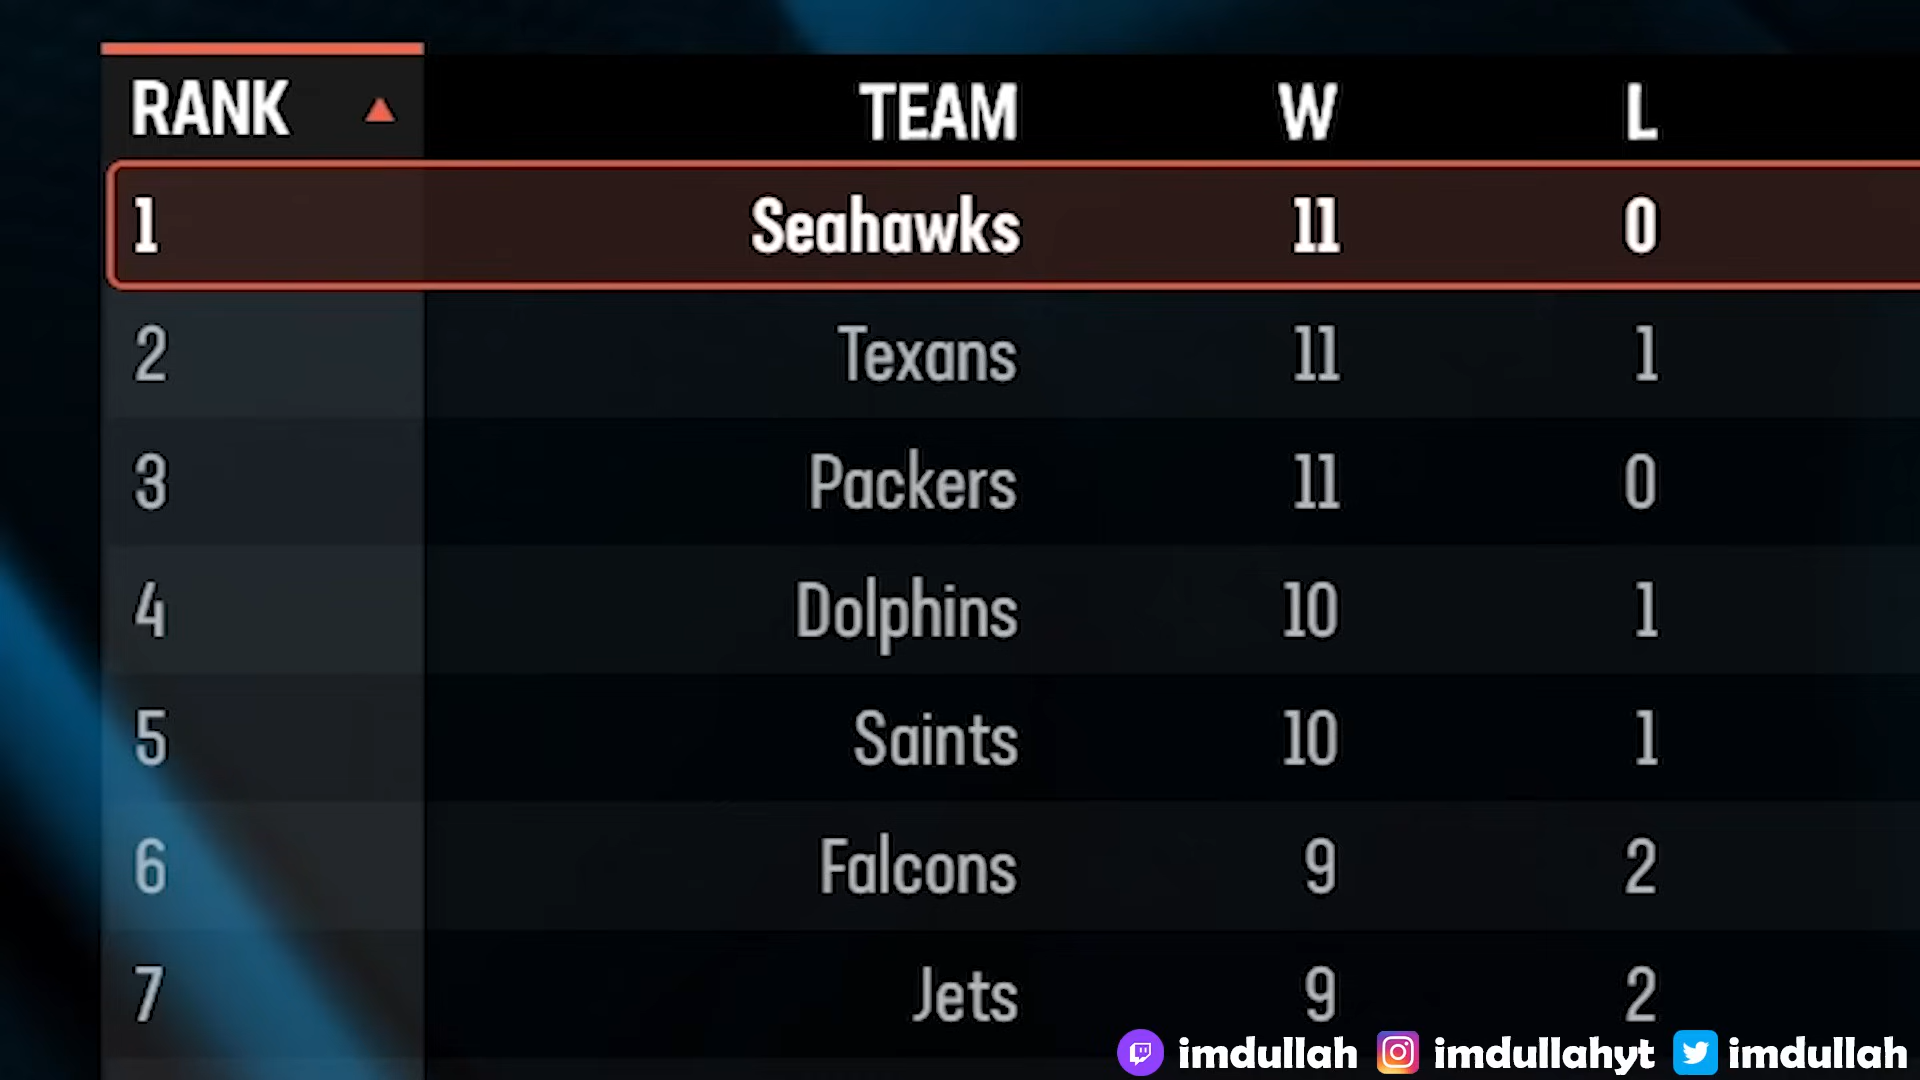 RANK TEAM W L
1 Seahawks 11 0
2 Texans 11 1
3 Packers 11 0
4 Dolphins 10 1
5 Saints 10 1
6 Falcons 9 2
7 Jets 9 2
imdullah imdullahyt imdullah